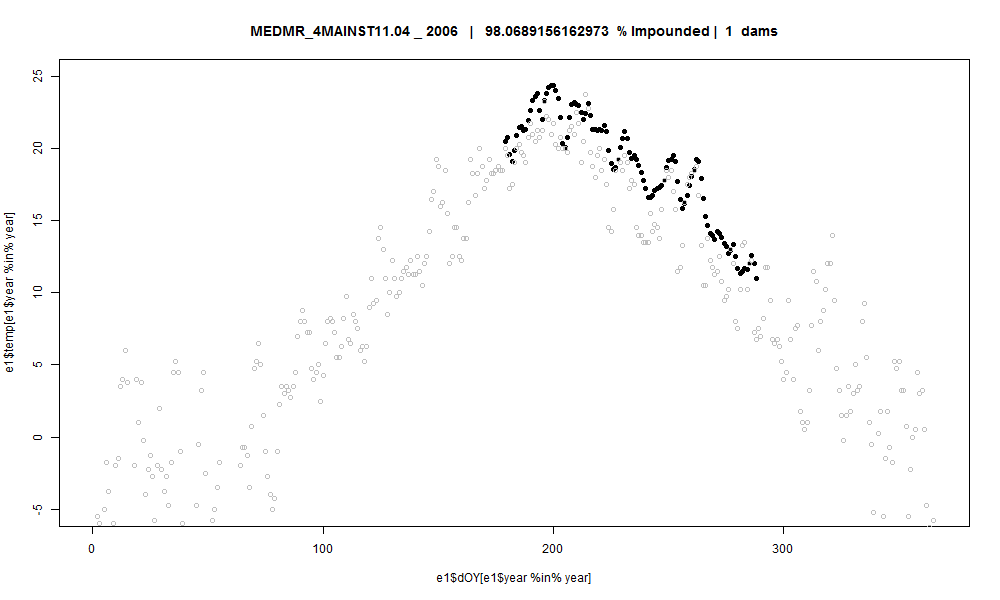 MEDMR_4MAINST11.04 _ 2006 | 98.0689156162973 % Impounded | 1 dams
e1$temp[e1$year %in% year]
25
20
15
10
5
0
-5
0 100 200 300
e1$dOY[e1$year %in% year]